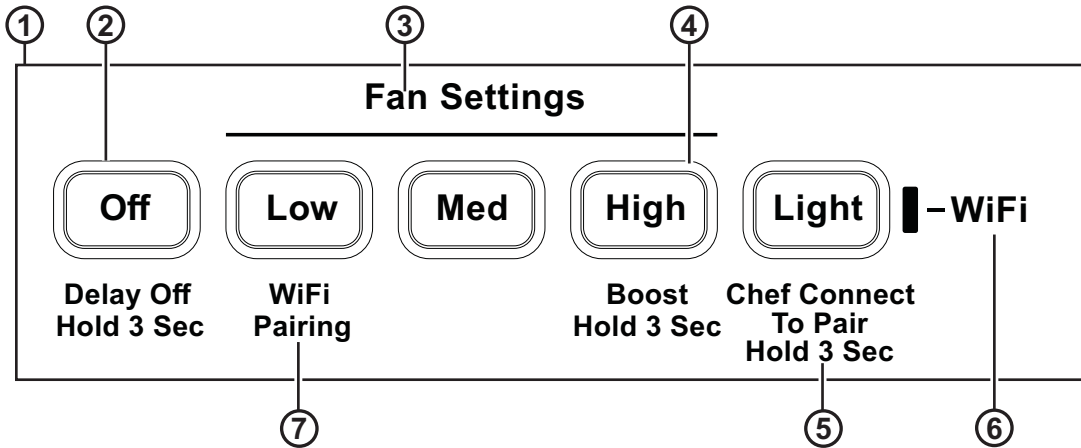 1 2 3 4
Fan Settings
Off Low Med High Light -WiFi
Delay Off WiFi Boost Chef Connect
Hold 3 Sec Pairing Hold 3 Sec To Pair
Hold 3 Sec
7 5 6